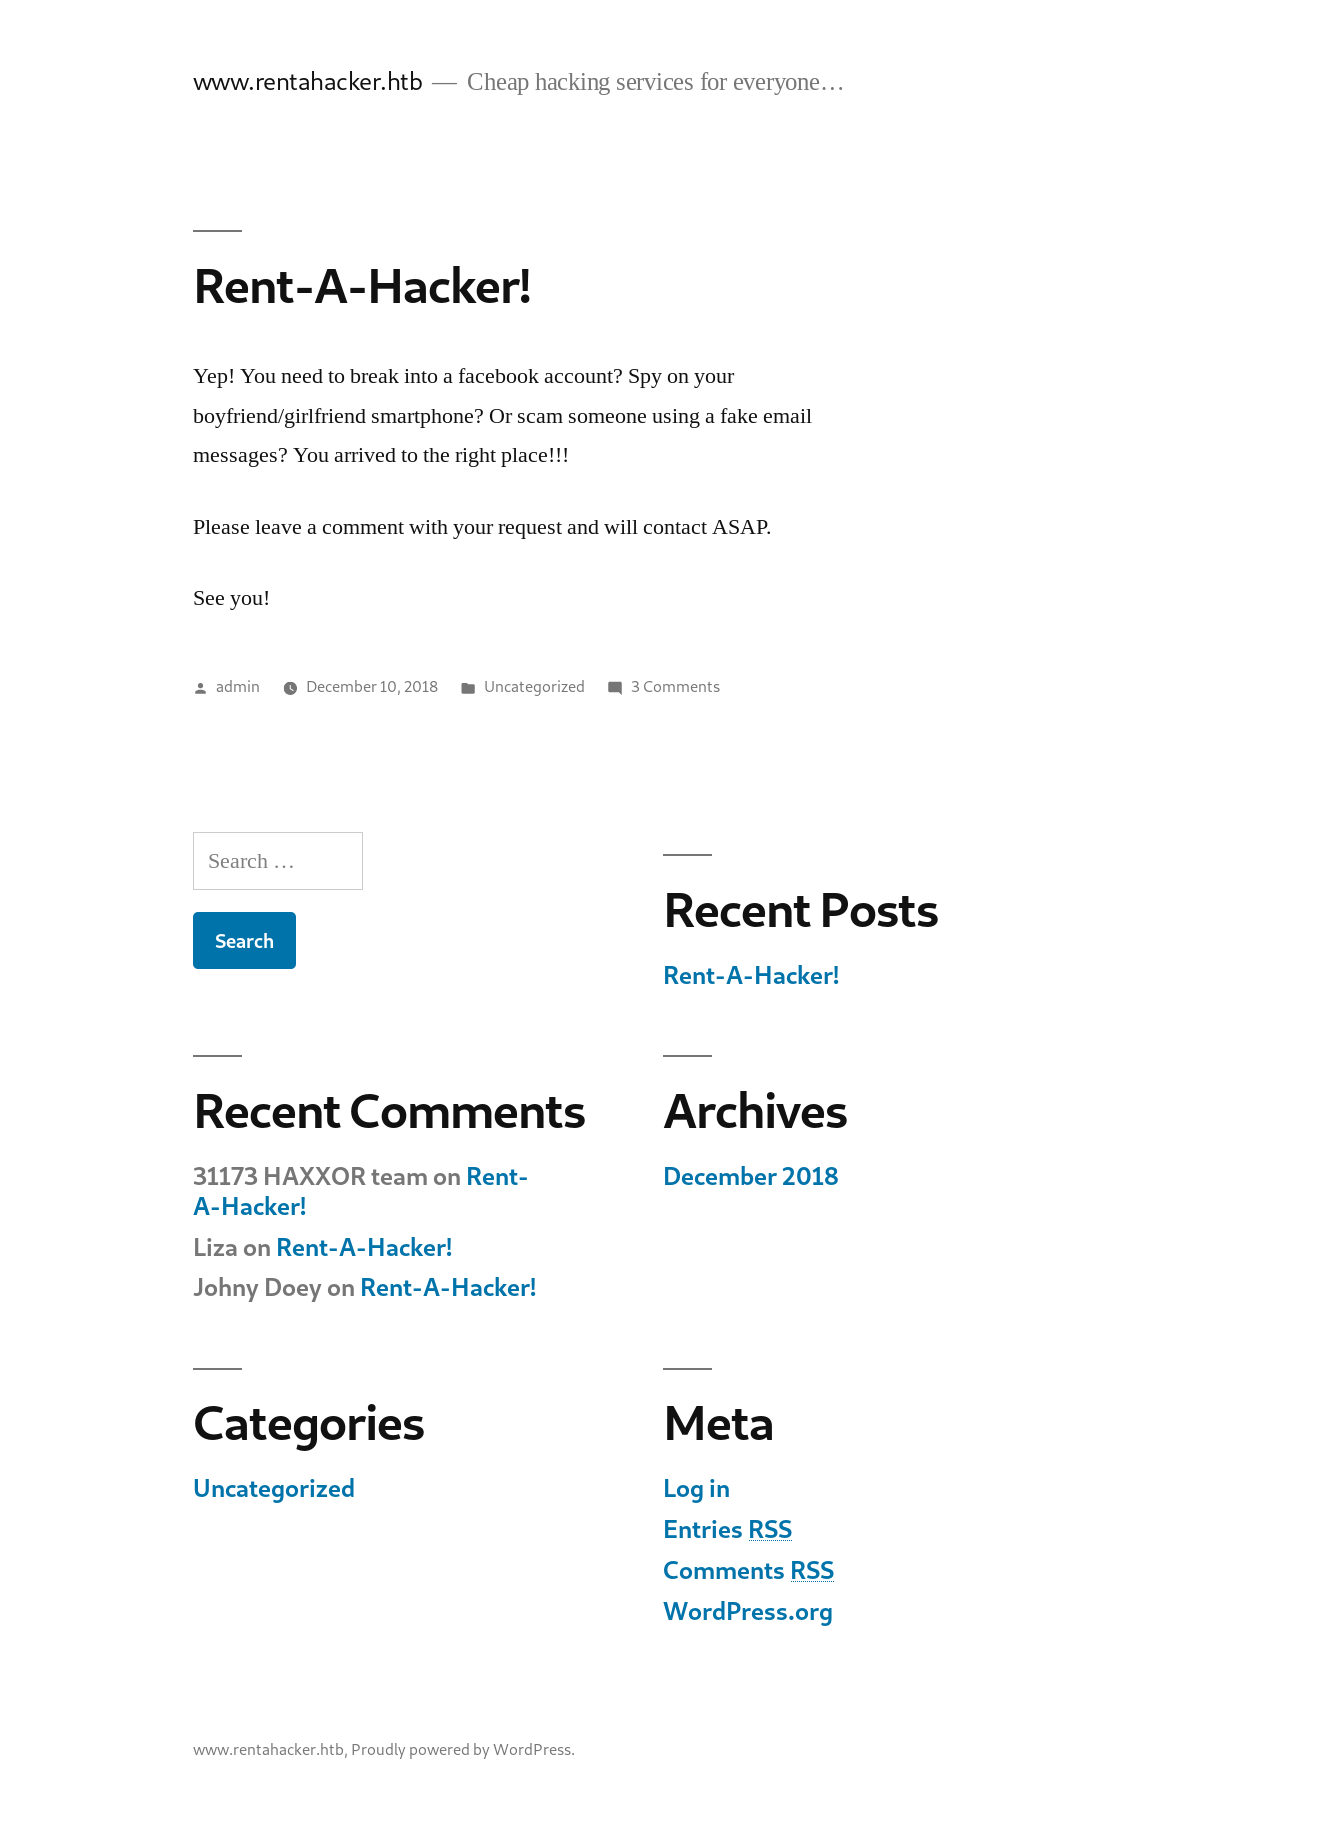 www.rentahacker.htb — Cheap hacking services for everyone…
Rent-A-Hacker!
Yep! You need to break into a facebook account? Spy on your
boyfriend/girlfriend smartphone? Or scam someone using a fake email
messages? You arrived to the right place!!!
Please leave a comment with your request and will contact ASAP.
See you!
admin December 10, 2018 Uncategorized 3 Comments
Search …
Search
Recent Posts
Rent-A-Hacker!
Recent Comments
31173 HAXXOR team on Rent-
A-Hacker!
Liza on Rent-A-Hacker!
Johny Doey on Rent-A-Hacker!
Archives
December 2018
Categories
Uncategorized
Meta
Log in
Entries RSS
Comments RSS
WordPress.org
www.rentahacker.htb, Proudly powered by WordPress.